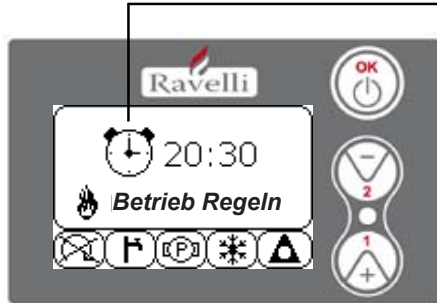 Ravelli
OK
20:30
Betrieb Regeln
(P)
−
2
1
+